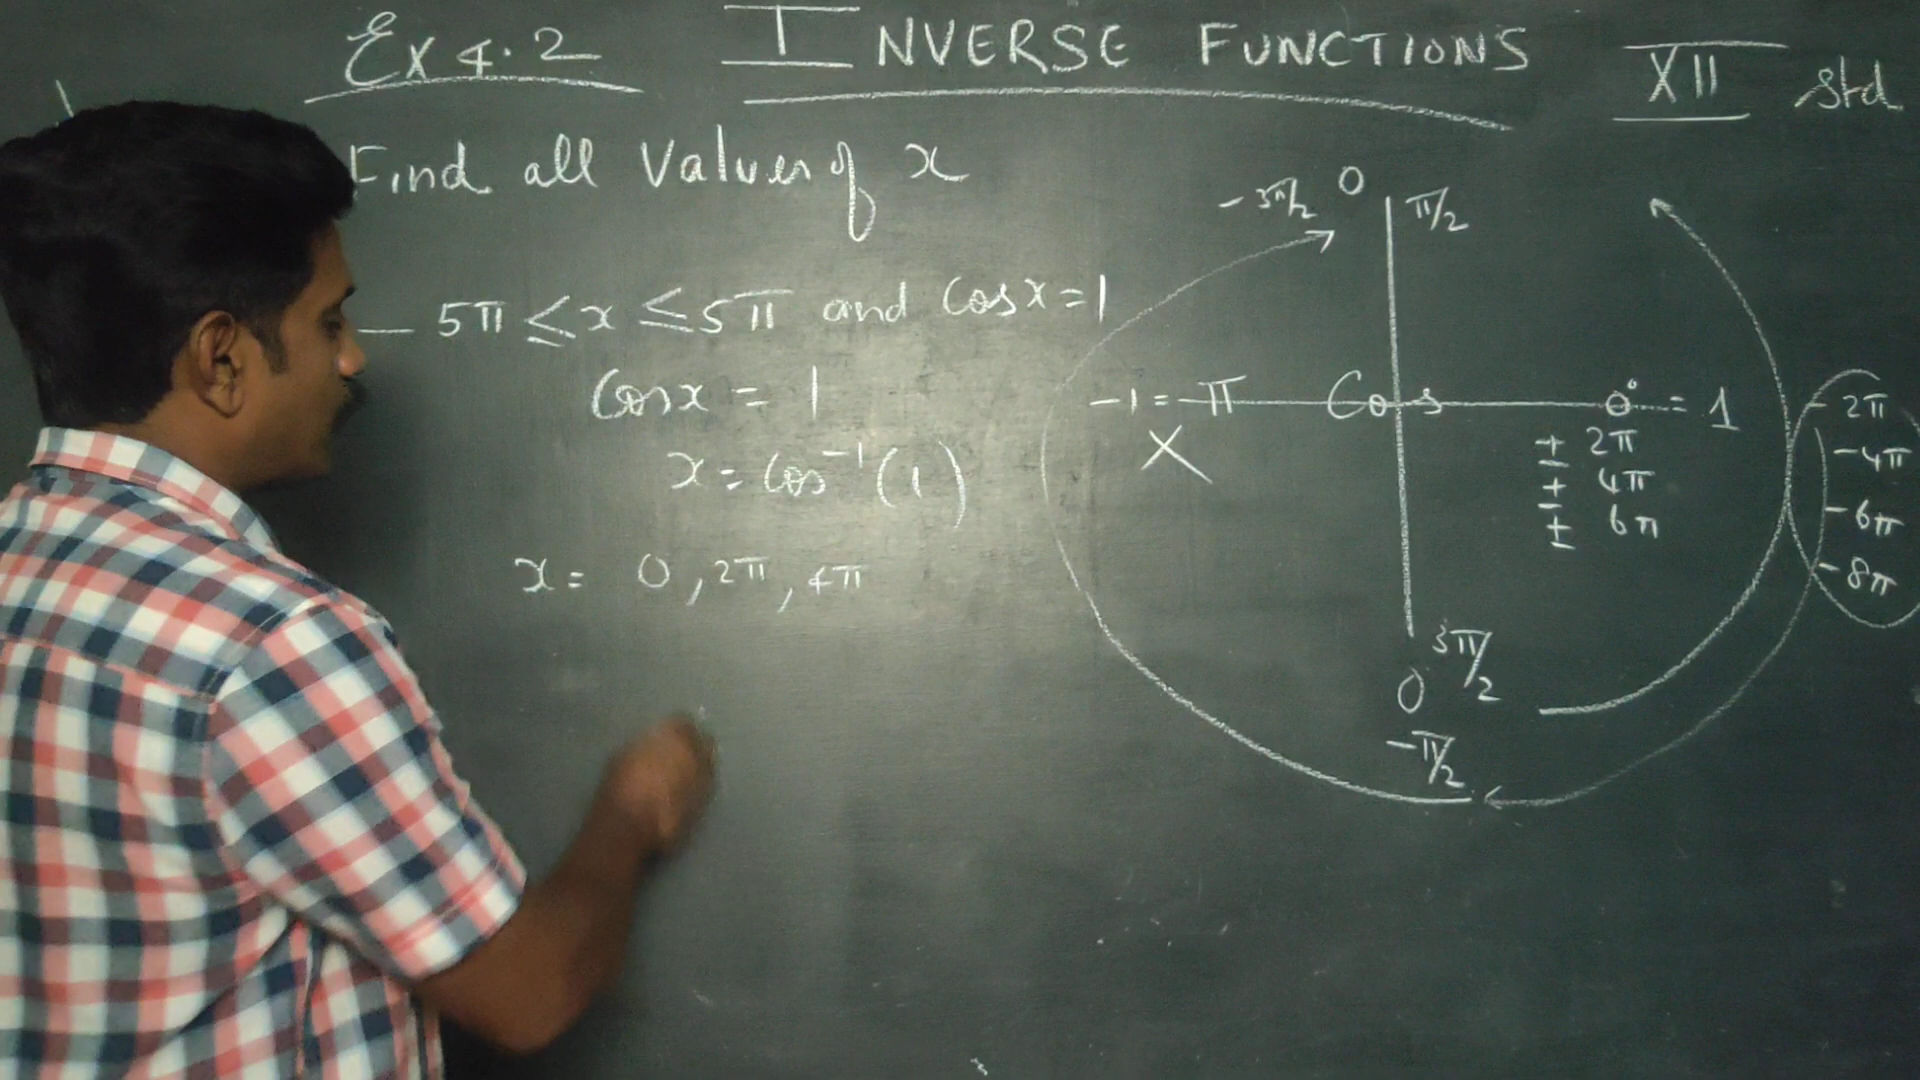 Ex 4.2 INVERSE FUNCTIONS XII Std
Find all Values of x
- 5π ≤ x ≤ 5π and Cos x = 1
Cos x = 1
x = Cos⁻¹ (1)
x = 0, 2π, 4π
- 3π/2 0 π/2
-1 = π Cos 0° = 1
X
± 2π
± 4π
± 6π
- 2π
- 4π
- 6π
- 8π
3π/2
0
- π/2